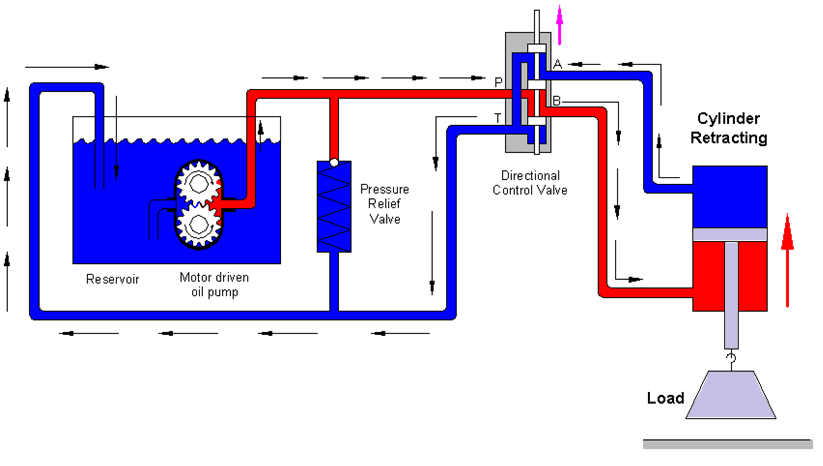 P
T
A
B
Cylinder
Retracting
Directional
Control Valve
Pressure
Relief
Valve
Reservoir
Motor driven
oil pump
Load